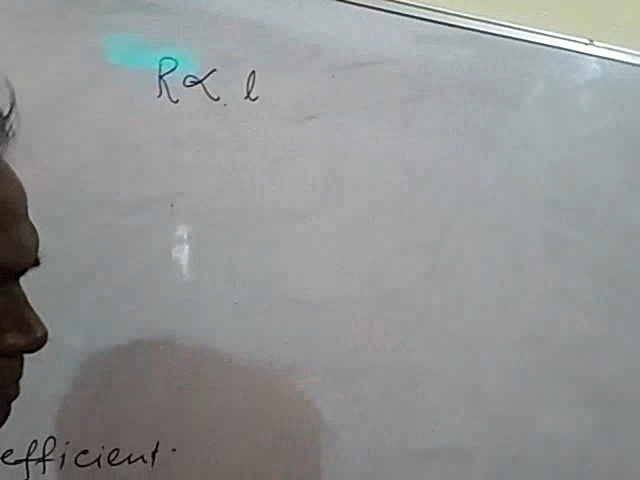 R ∝ l
efficient.